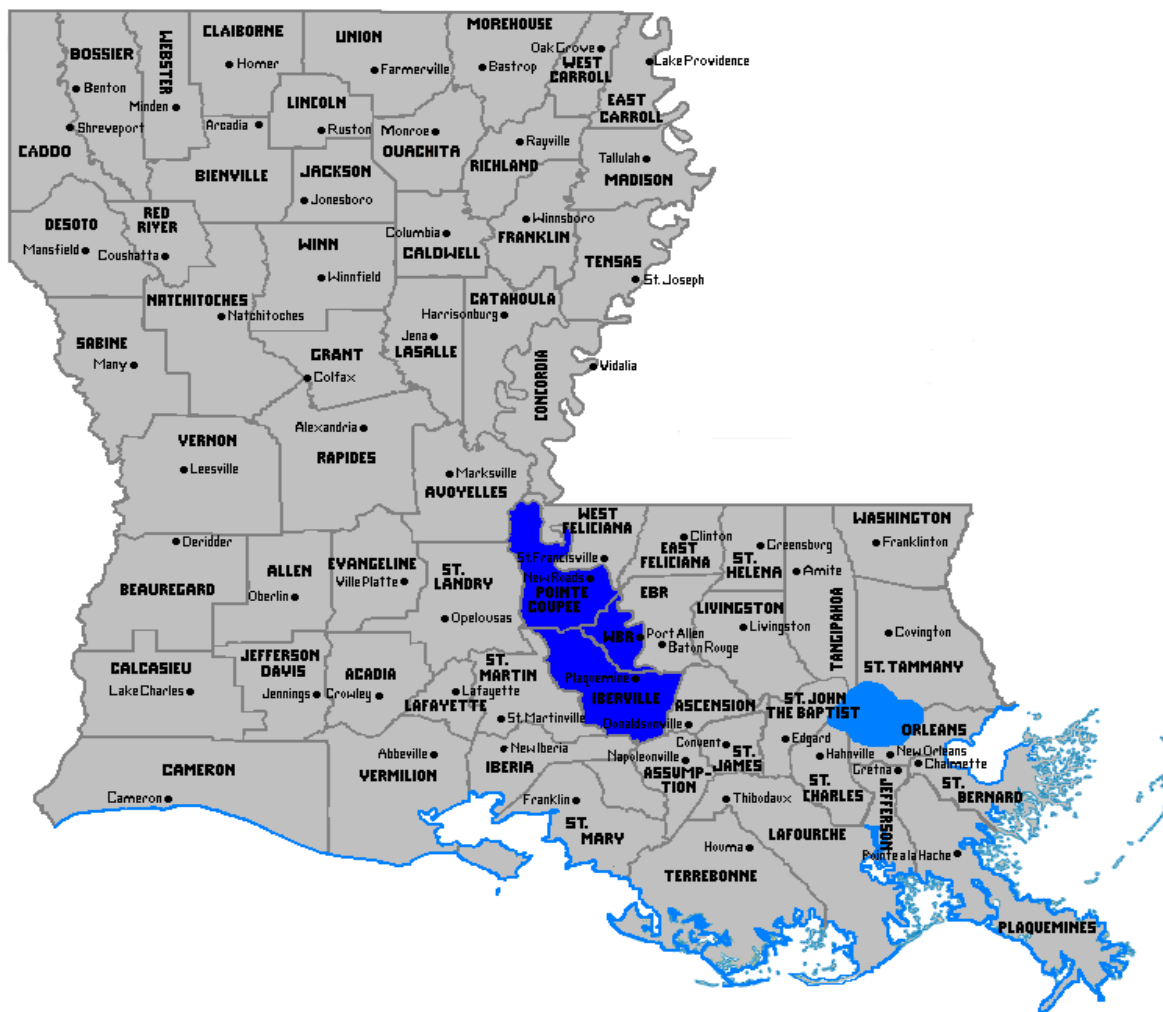 MOREHOUSE
CLAIBORNE
UNION
WEBSTER
BOSSIER
Oak Grove
WEST
CARROLL
Lake Providence
Homer
Farmerville
Bastrop
Benton
Minden
LINCOLN
EAST
CARROLL
Shreveport
Arcadia
Ruston
Monroe
Rayville
CADDO
OUACHITA
RICHLAND
Tallulah
MADISON
BIENVILLE
JACKSON
Jonesboro
DESOTO
RED
RIVER
Winnsboro
FRANKLIN
Columbia
CALDWELL
WINN
Mansfield
Coushatta
Winnfield
TENSAS
St. Joseph
NATCHITOCHES
Natchitoches
CATAHOULA
Harrisonburg
SABINE
Many
GRANT
Colfax
Jena
LASALLE
CONCORDIA
Vidalia
VERNON
Leesville
Alexandria
RAPIDES
Marksville
AVOYELLES
WEST
FELICIANA
WASHINGTON
Franklinton
Deridder
Clinton
EAST
FELICIANA
Greensburg
ST.
HELENA
St Francisville
BEAUREGARD
ALLEN
Oberlin
EVANGELINE
Ville Platte
ST.
LANDRY
Opelousas
New Roads
POINTE
COUPEE
EBR
Amite
LIVINGSTON
Livingston
TANGIPAHOA
WBR
Port Allen
Baton Rouge
Covington
ST. TAMMANY
CALCASIEU
Lake Charles
JEFFERSON
DAVIS
Jennings
ACADIA
Crowley
ST.
MARTIN
Lafayette
LAFAYETTE
St. Martinville
Plaquemine
IBERVILLE
ASCENSION
Donaldsonville
ST. JOHN
THE BAPTIST
ORLEANS
Edgard
Convent
ST.
JAMES
Hahnville
New Orleans
Chalmette
Gretna
Abbeville
VERMILION
New Iberia
IBERIA
Napoleonville
ASSUMP-
TION
CAMERON
Cameron
Franklin
ST.
MARY
Thibodaux
ST.
CHARLES
JEFFERSON
ST.
BERNARD
LAFOURCHE
Houma
TERREBONNE
Pointe a la Hache
PLAQUEMINES